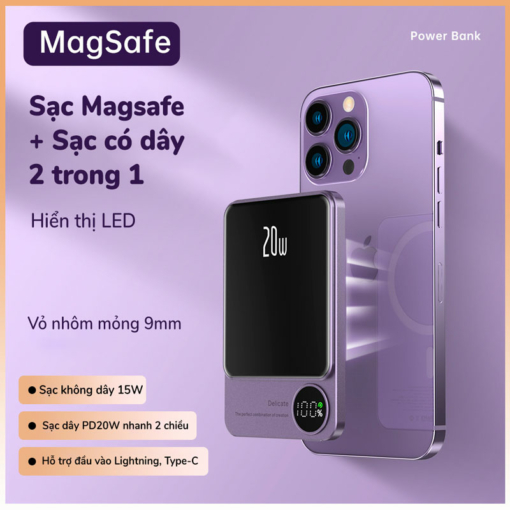 MagSafe
Power Bank
Sạc Magsafe
+ Sạc có dây
2 trong 1
Hiển thị LED
20w
Vỏ nhôm mỏng 9mm
Sạc không dây 15W
Sạc dây PD20W nhanh 2 chiều
Hỗ trợ đầu vào Lightning, Type-C
Delicate
100%